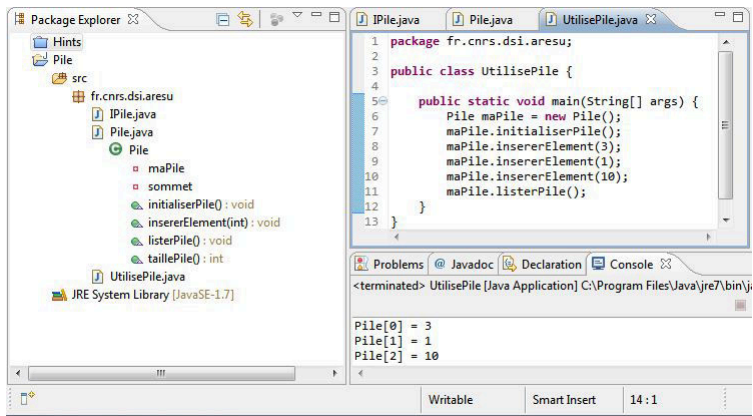 Package Explorer
Hints
Pile
src
fr.cnrs.dsi.aresu
IPile.java
Pile.java
Pile
maPile
sommet
initialiserPile() : void
insererElement(int) : void
listerPile() : void
taillePile() : int
UtilisePile.java
JRE System Library [JavaSE-1.7]
IPile.java Pile.java UtilisePile.java
1 package fr.cnrs.dsi.aresu;
2
3 public class UtilisePile {
4
5 public static void main(String[] args) {
6 Pile maPile = new Pile();
7 maPile.initialiserPile();
8 maPile.insererElement(3);
9 maPile.insererElement(1);
10 maPile.insererElement(10);
11 maPile.listerPile();
12 }
13 }
Problems @ Javadoc Declaration Console
<terminated> UtilisePile [Java Application] C:\Program Files\Java\jre7\bin\ja
Pile[0] = 3
Pile[1] = 1
Pile[2] = 10
Writable Smart Insert 14 : 1